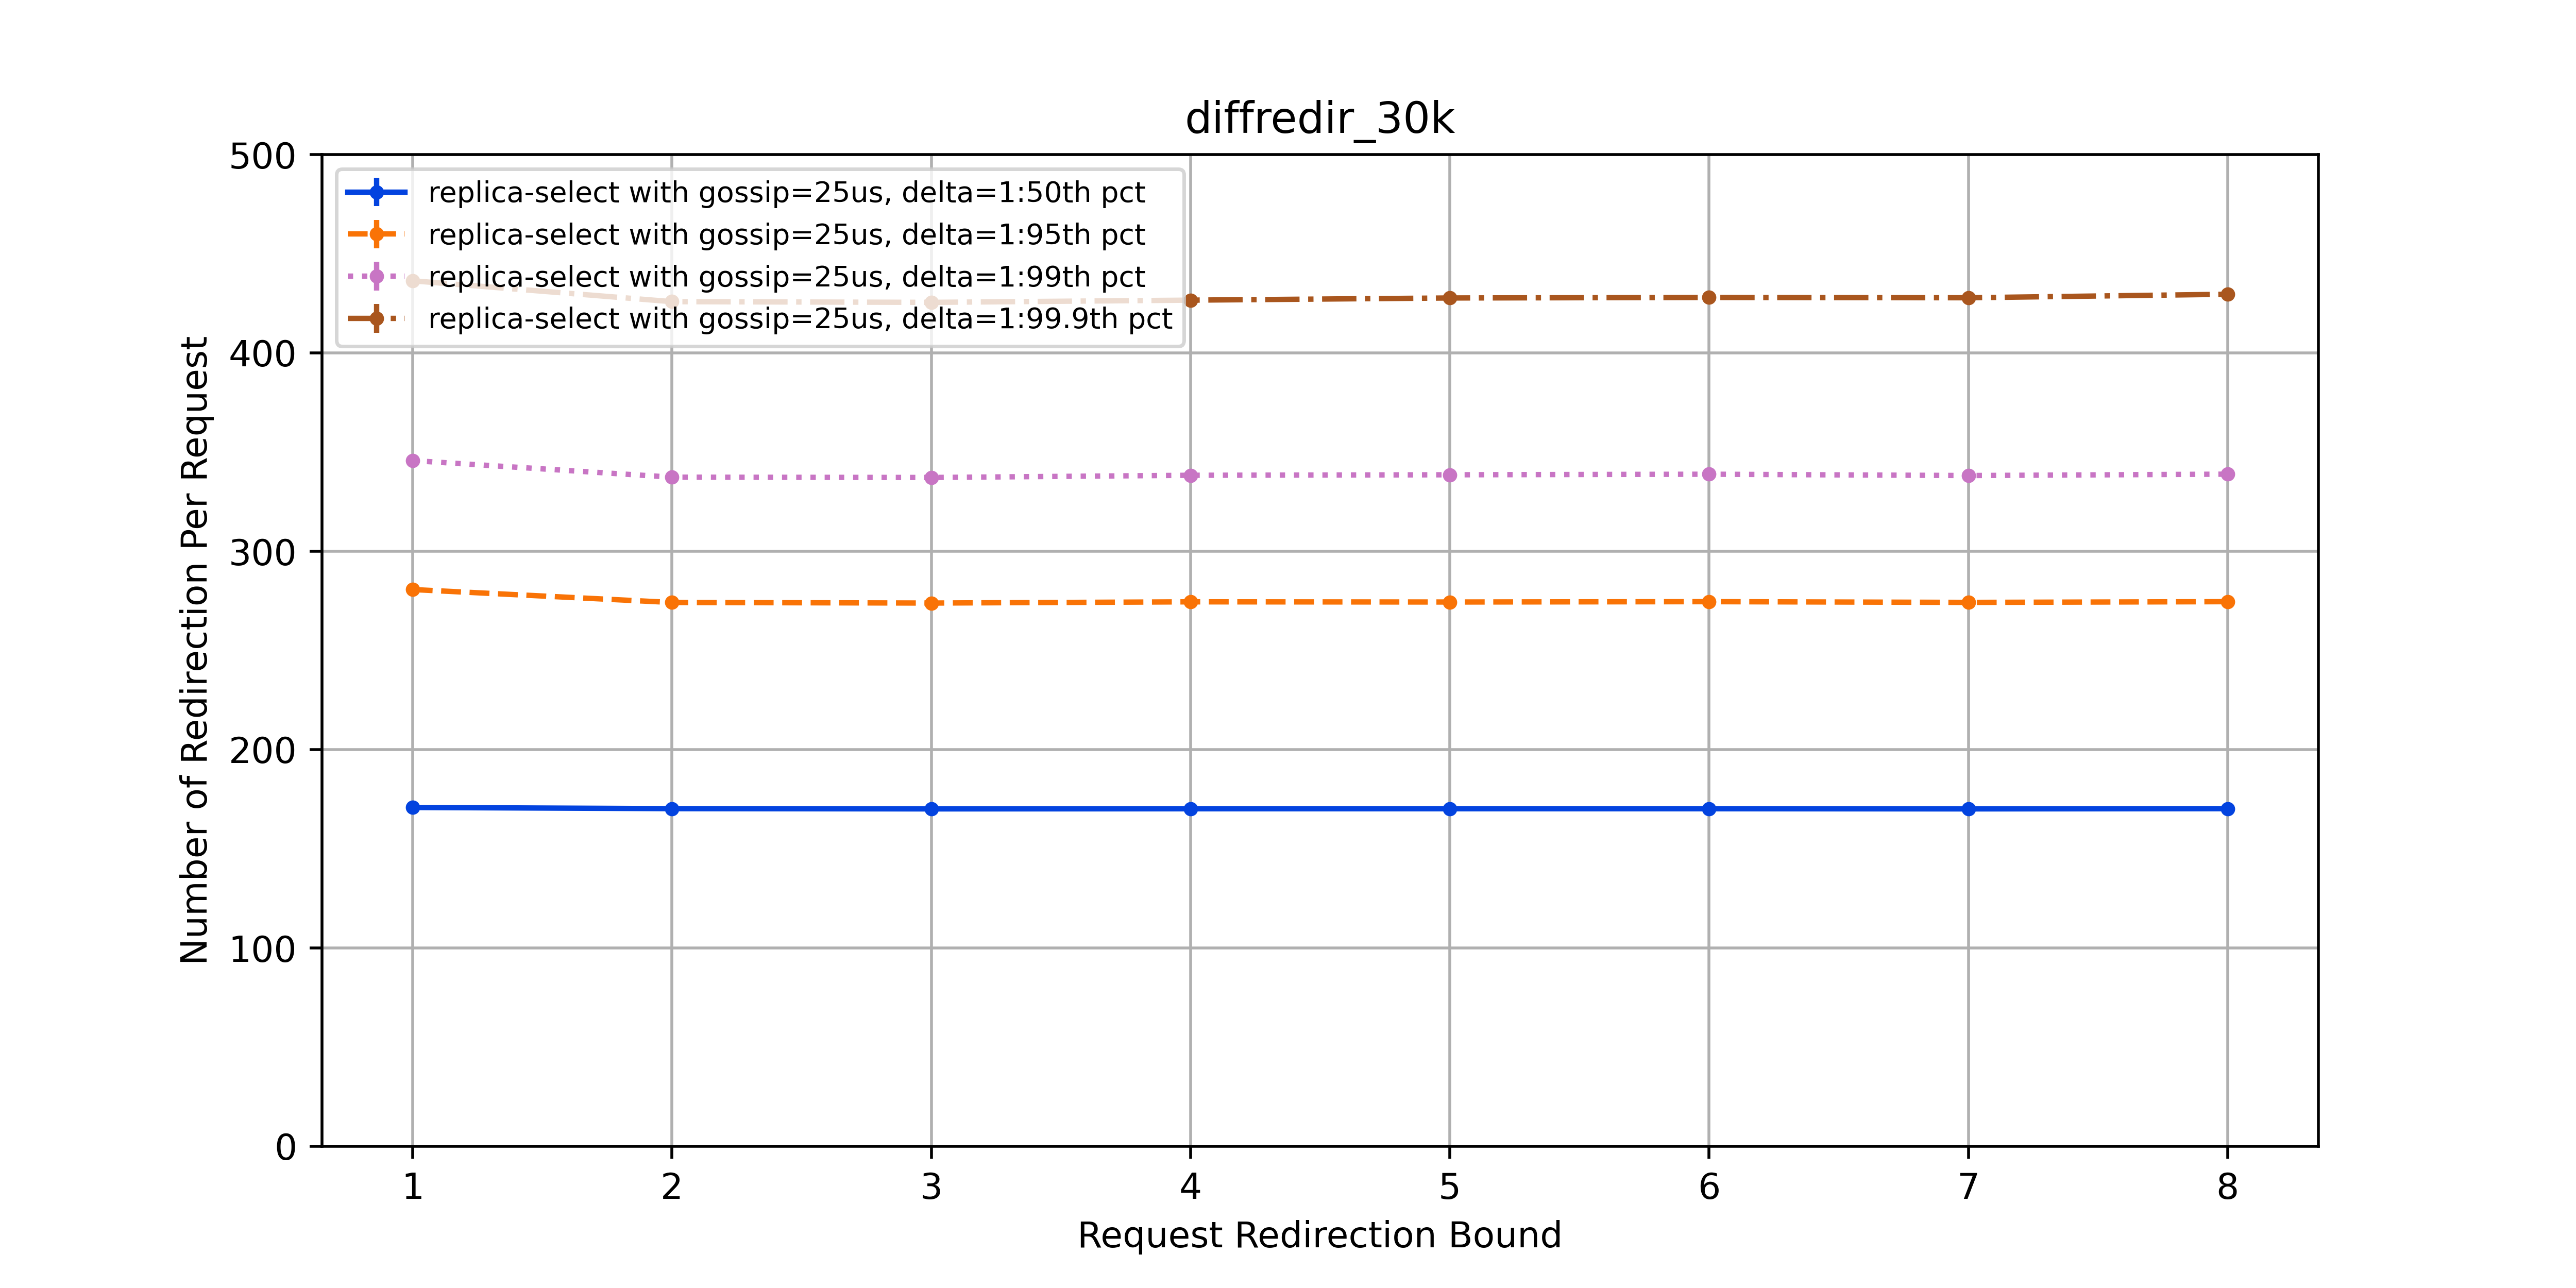 diffredir_30k
500
400
300
200
100
0
Number of Redirection Per Request
replica-select with gossip=25us, delta=1:50th pct
replica-select with gossip=25us, delta=1:95th pct
replica-select with gossip=25us, delta=1:99th pct
replica-select with gossip=25us, delta=1:99.9th pct
1 2 3 4 5 6 7 8
Request Redirection Bound